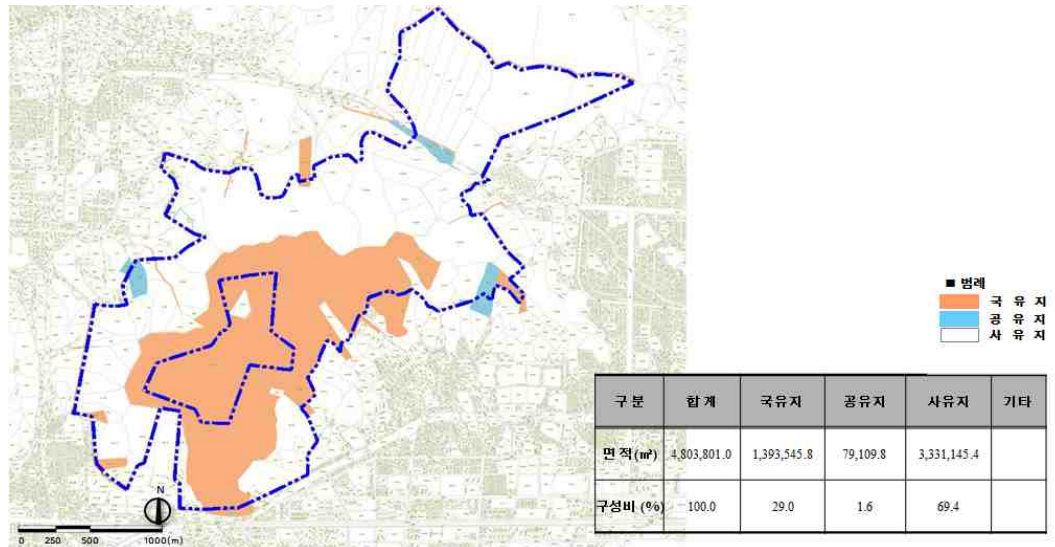 ■ 범례
국 유 지
공 유 지
사 유 지
구 분 합 계 국유지 공유지 사유지 기타
면 적(㎡) 4,803,801.0 1,393,545.8 79,109.8 3,331,145.4
구성비 (%) 100.0 29.0 1.6 69.4
N
0 250 500 1000(m)